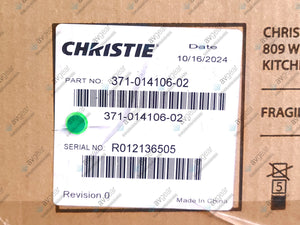 CHRISTIE
Date
10/16/2024
PART NO: 371-014106-02
371-014106-02
SERIAL NO: R012136505
Revision 0
Made in China
CHRIS
809 W
KITCH
FRAGIL
5